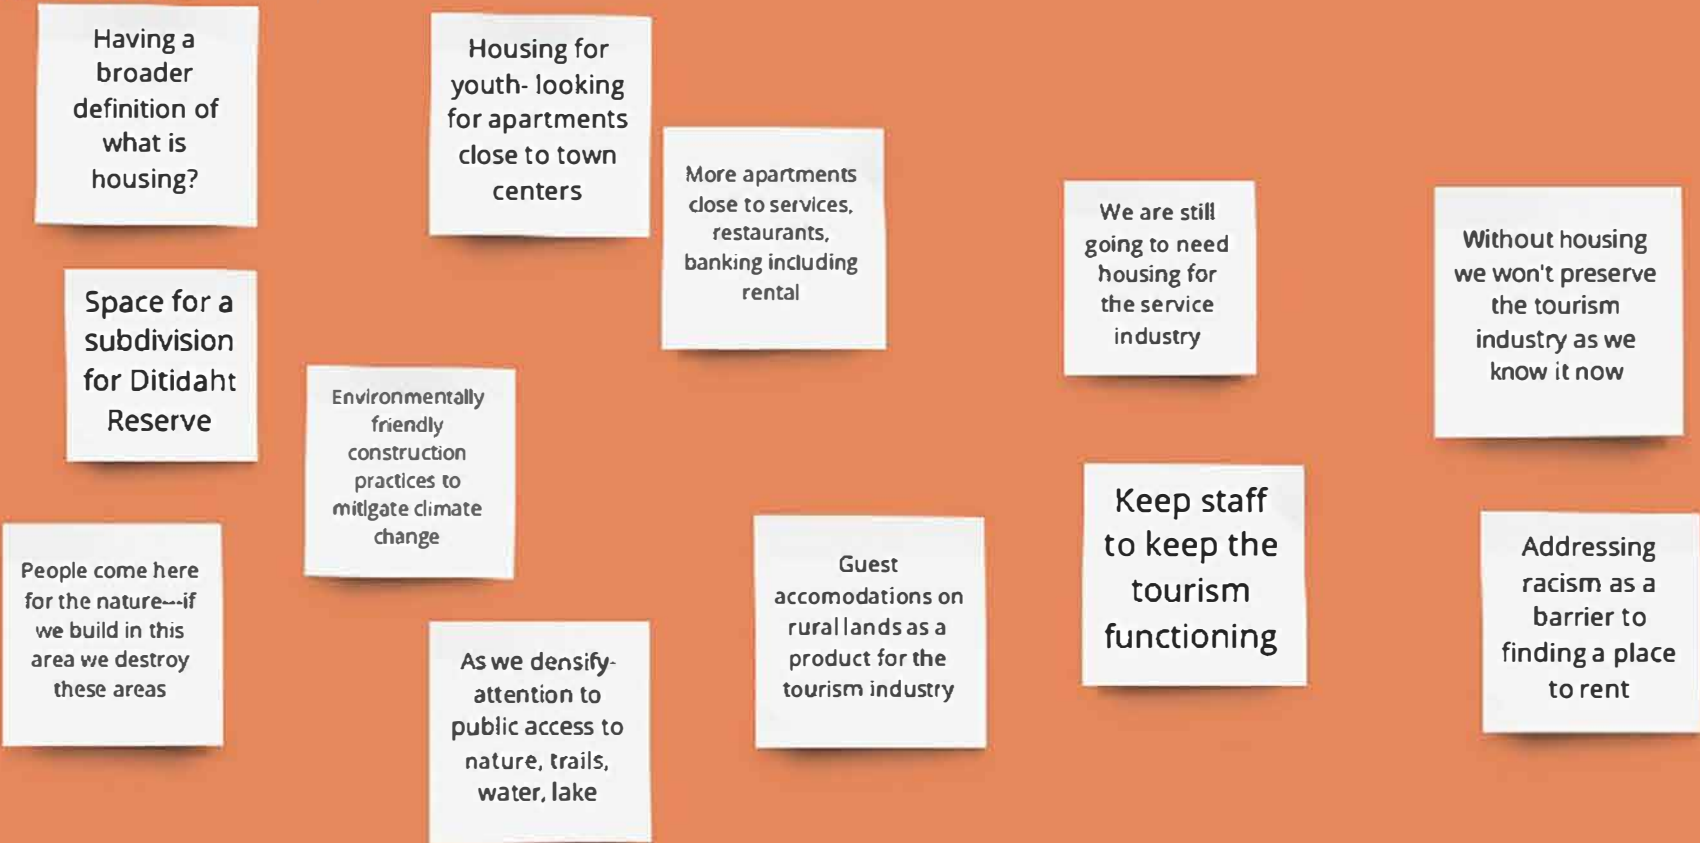 Having a
broader
definition of
what is
housing?
Housing for
youth- looking
for apartments
close to town
centers
More apartments
close to services,
restaurants,
banking including
rental
We are still
going to need
housing for
the service
industry
Without housing
we won't preserve
the tourism
industry as we
know it now
Space for a
subdivision
for Ditidaht
Reserve
Environmentally
friendly
construction
practices to
mitigate climate
change
People come here
for the nature---if
we build in this
area we destroy
these areas
As we densify-
attention to
public access to
nature, trails,
water, lake
Guest
accomodations on
rural lands as a
product for the
tourism industry
Keep staff
to keep the
tourism
functioning
Addressing
racism as a
barrier to
finding a place
to rent